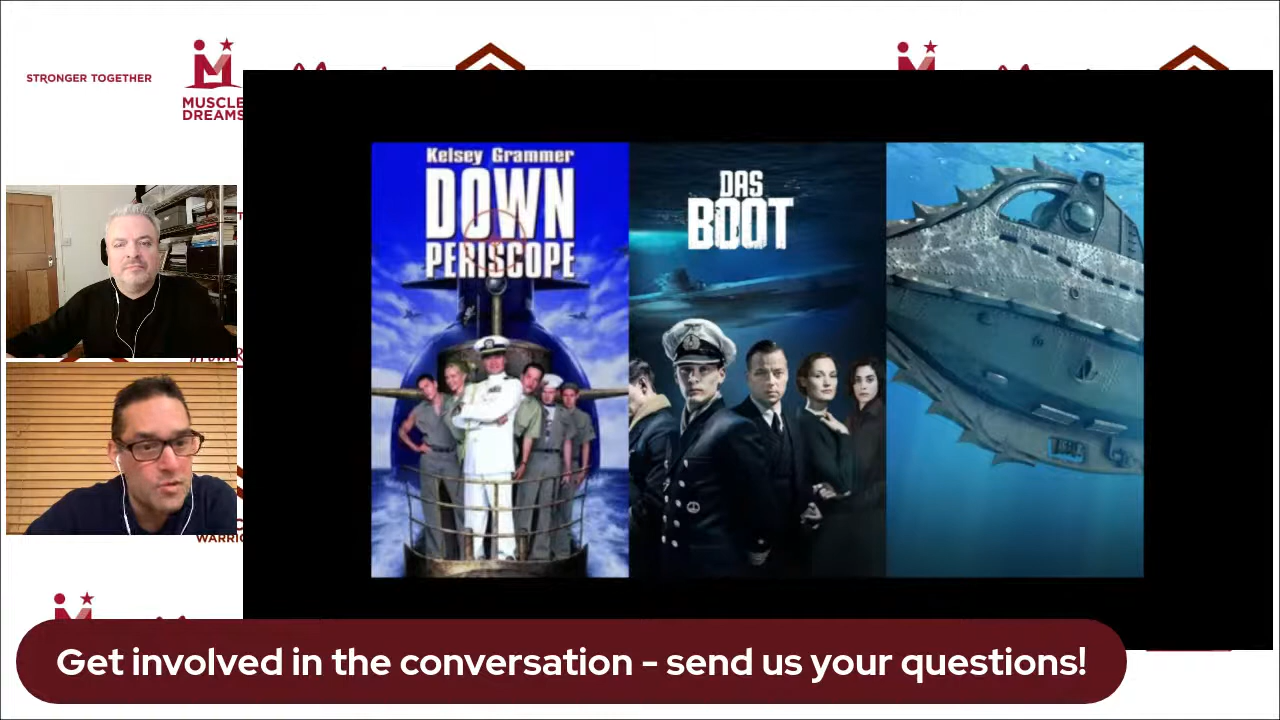 STRONGER TOGETHER
MUSCLE
DREAMS
Kelsey Grammer
DOWN
PERISCOPE
DAS
BOOT
WARRIO
Get involved in the conversation - send us your questions!